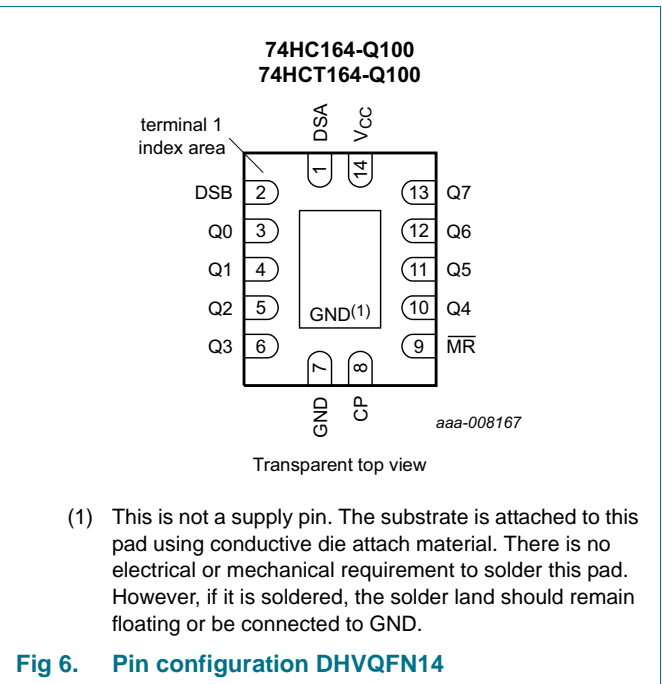 74HC164-Q100
74HCT164-Q100
terminal 1
index area
DSA
VCC
1
14
DSB 2
13 Q7
Q0 3
12 Q6
Q1 4
11 Q5
Q2 5
10 Q4
Q3 6
9 MR
GND(1)
7
8
GND
CP
aaa-008167
Transparent top view
(1) This is not a supply pin. The substrate is attached to this
pad using conductive die attach material. There is no
electrical or mechanical requirement to solder this pad.
However, if it is soldered, the solder land should remain
floating or be connected to GND.
Fig 6. Pin configuration DHVQFN14